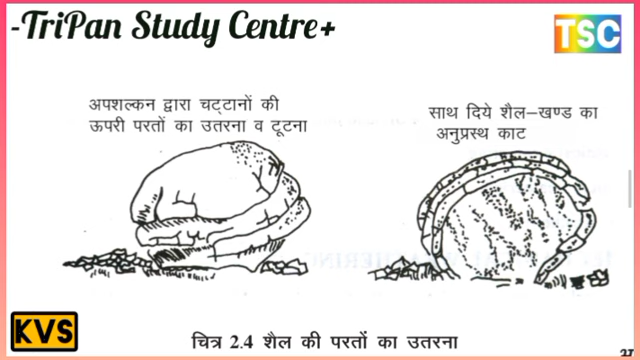 -TriPan Study Centre+
TSC
अपशल्कन द्वारा चट्टानों की
ऊपरी परतों का उतरना व टूटना
साथ दिये शैल-खण्ड का
अनुप्रस्थ काट
KVS
चित्र 2.4 शैल की परतों का उतरना